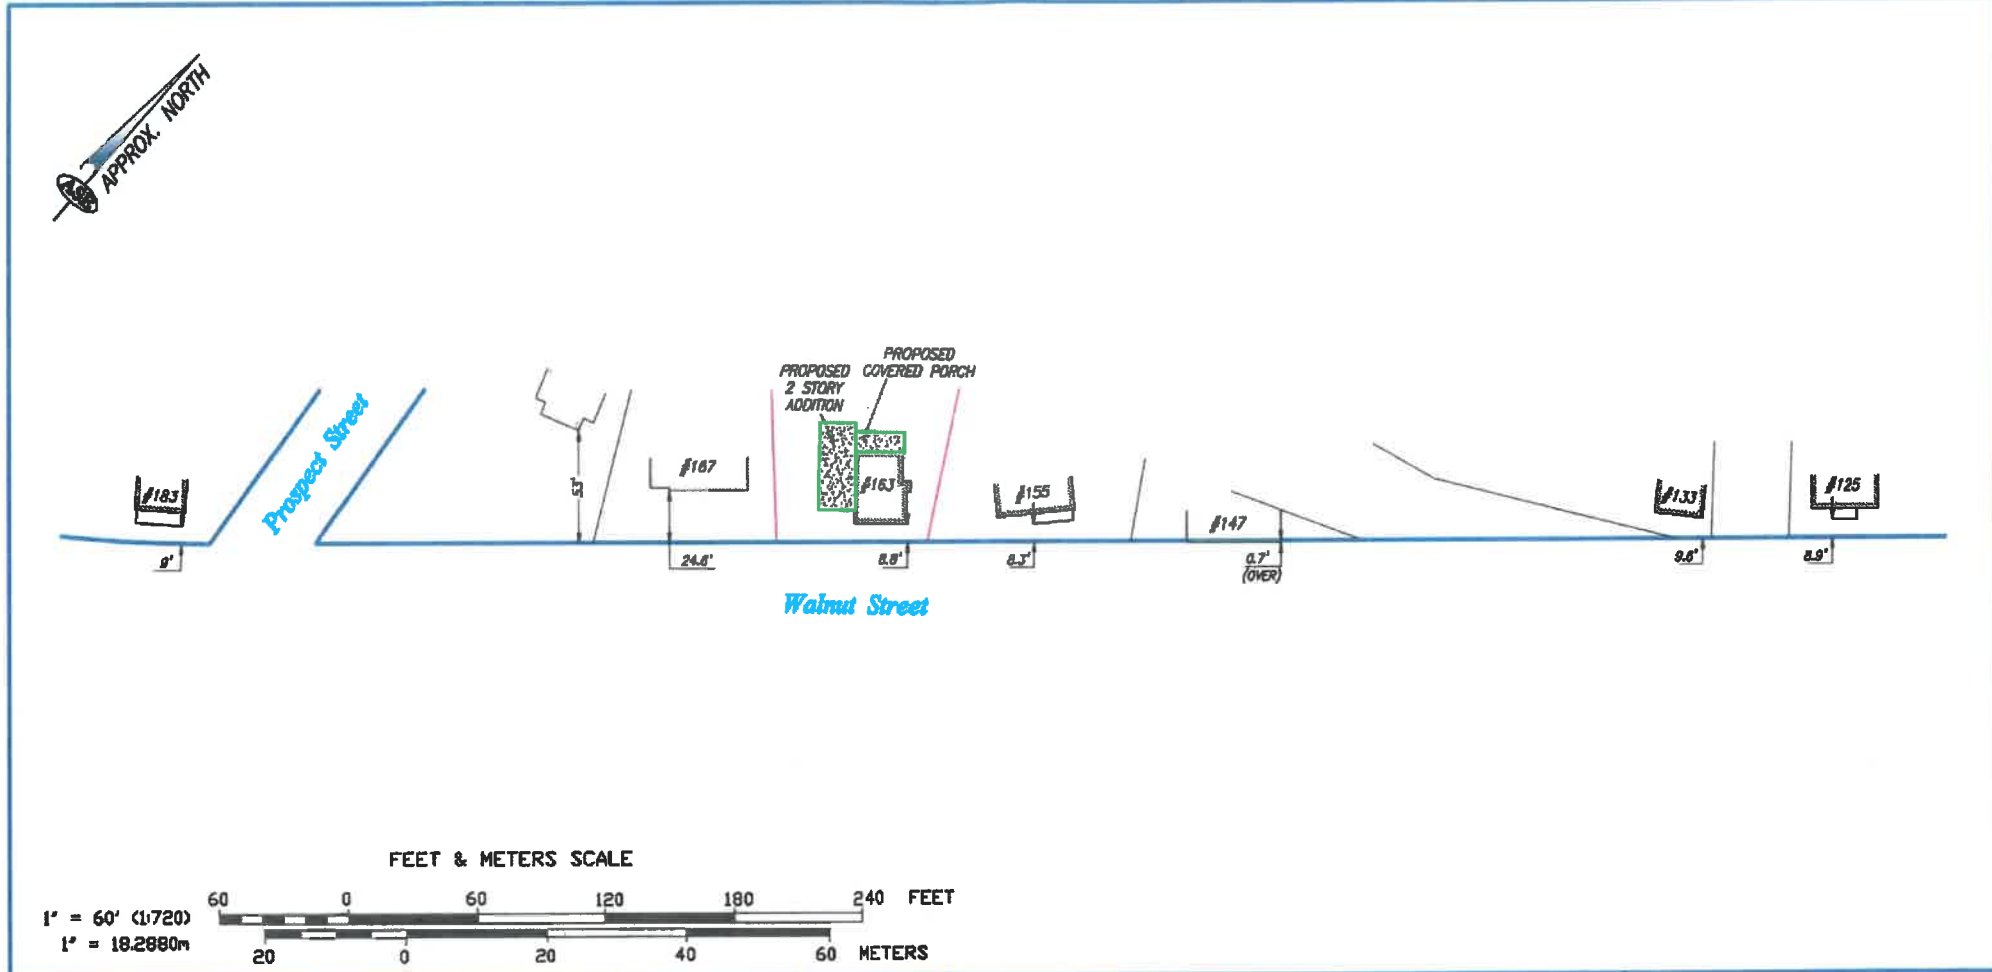 APPROX. NORTH
Prospect Street
PROPOSED
2 STORY
ADDITION
PROPOSED
COVERED PORCH
#183
53'
#167
#163
#155
#147
#133
#125
9'
24.6'
8.8'
8.3'
0.7'
(OVER)
9.6'
8.9'
Walnut Street
FEET & METERS SCALE
60 0 60 120 180 240 FEET
1" = 60' (1:720)
1" = 18.2880m
20 0 20 40 60 METERS